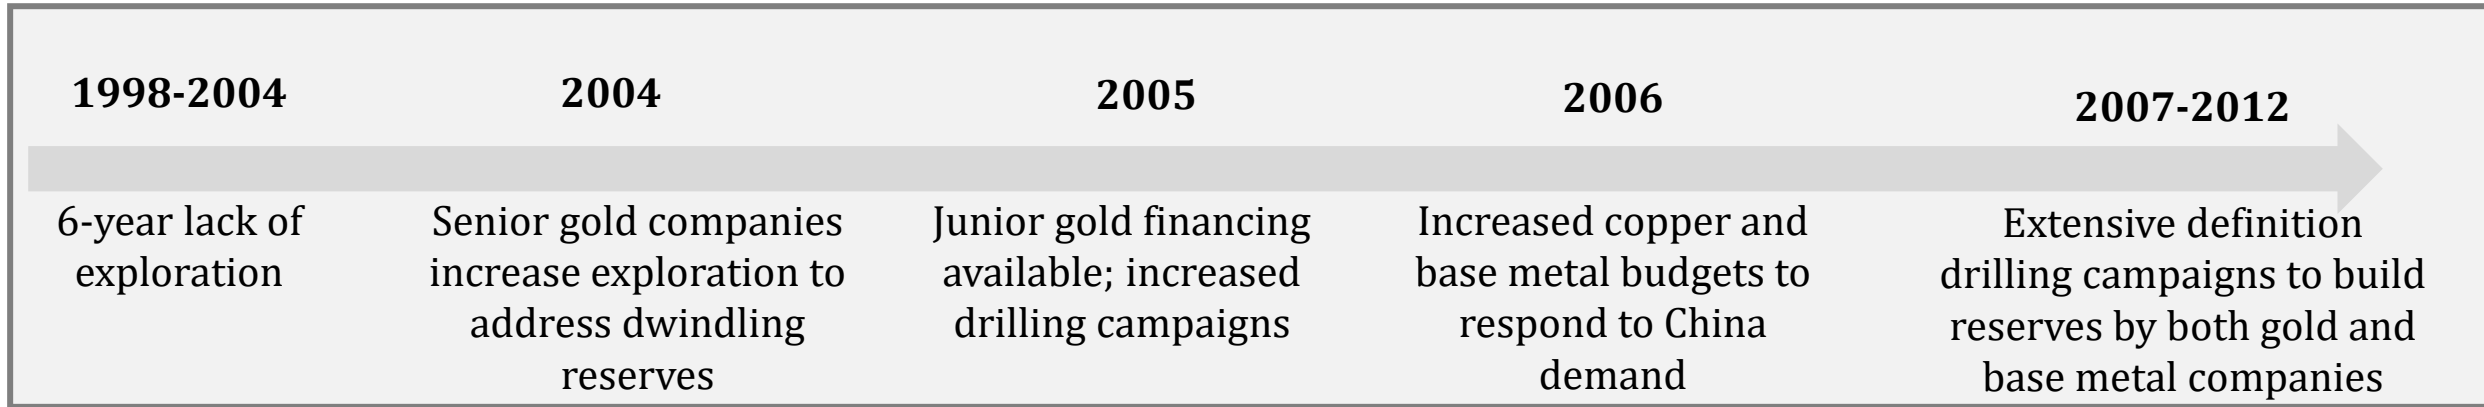 1998-2004
6-year lack of
exploration
2004
Senior gold companies
increase exploration to
address dwindling
reserves
2005
Junior gold financing
available; increased
drilling campaigns
2006
Increased copper and
base metal budgets to
respond to China
demand
2007-2012
Extensive definition
drilling campaigns to build
reserves by both gold and
base metal companies